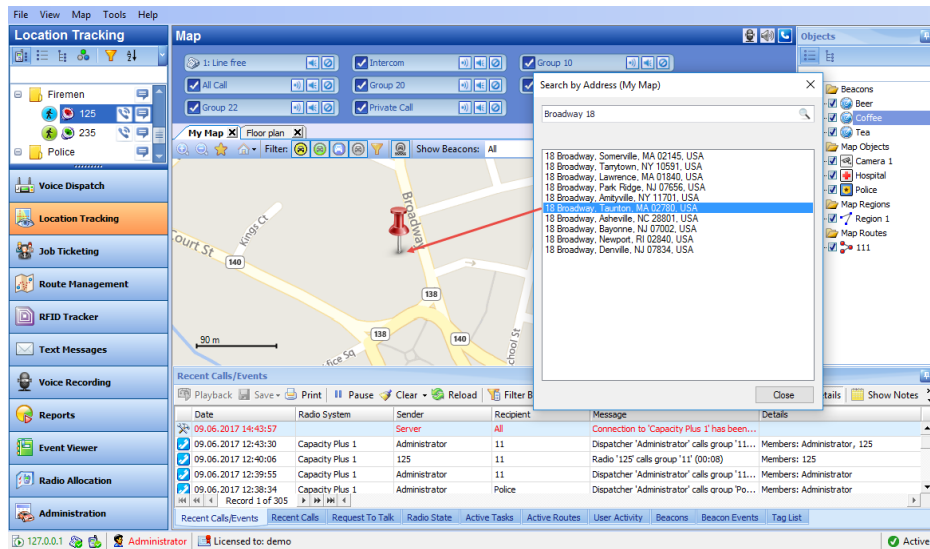 File View Map Tools Help
Location Tracking
Firemen
125
235
Police
Voice Dispatch
Location Tracking
Job Ticketing
Route Management
RFID Tracker
Text Messages
Voice Recording
Reports
Event Viewer
Radio Allocation
Administration
Map
1: Line free
Intercom
Group 10
All Call
Group 20
Group 22
Private Call
My Map X Floor plan X
Filter: Show Beacons: All
Broadway
Kings Ct
Court St
140
138
138
140
School St
fice Sq
90 m
Search by Address (My Map)
Broadway 18
18 Broadway, Somerville, MA 02145, USA
18 Broadway, Tarrytown, NY 10591, USA
18 Broadway, Lawrence, MA 01840, USA
18 Broadway, Park Ridge, NJ 07656, USA
18 Broadway, Amityville, NY 11701, USA
18 Broadway, Taunton, MA 02780, USA
18 Broadway, Asheville, NC 28801, USA
18 Broadway, Bayonne, NJ 07002, USA
18 Broadway, Newport, RI 02840, USA
18 Broadway, Denville, NJ 07834, USA
Close
Objects
Beacons
Beer
Coffee
Tea
Map Objects
Camera 1
Hospital
Police
Map Regions
Region 1
Map Routes
111
Recent Calls/Events
Playback Save Print Pause Clear Reload Filter B tails Show Notes
Date Radio System Sender Recipient Message Details
09.06.2017 14:43:57 Server All Connection to 'Capacity Plus 1' has been...
09.06.2017 12:43:30 Capacity Plus 1 Administrator 11 Dispatcher 'Administrator' calls group '11... Members: Administrator, 125
09.06.2017 12:40:06 Capacity Plus 1 125 11 Radio '125' calls group '11' (00:08) Members: 125
09.06.2017 12:39:55 Capacity Plus 1 Administrator 11 Dispatcher 'Administrator' calls group '11... Members: Administrator
09.06.2017 12:38:34 Capacity Plus 1 Administrator Police Dispatcher 'Administrator' calls group 'Po... Members: Administrator
Record 1 of 305
Recent Calls/Events Recent Calls Request To Talk Radio State Active Tasks Active Routes User Activity Beacons Beacon Events Tag List
127.0.0.1 Administrator Licensed to: demo Active